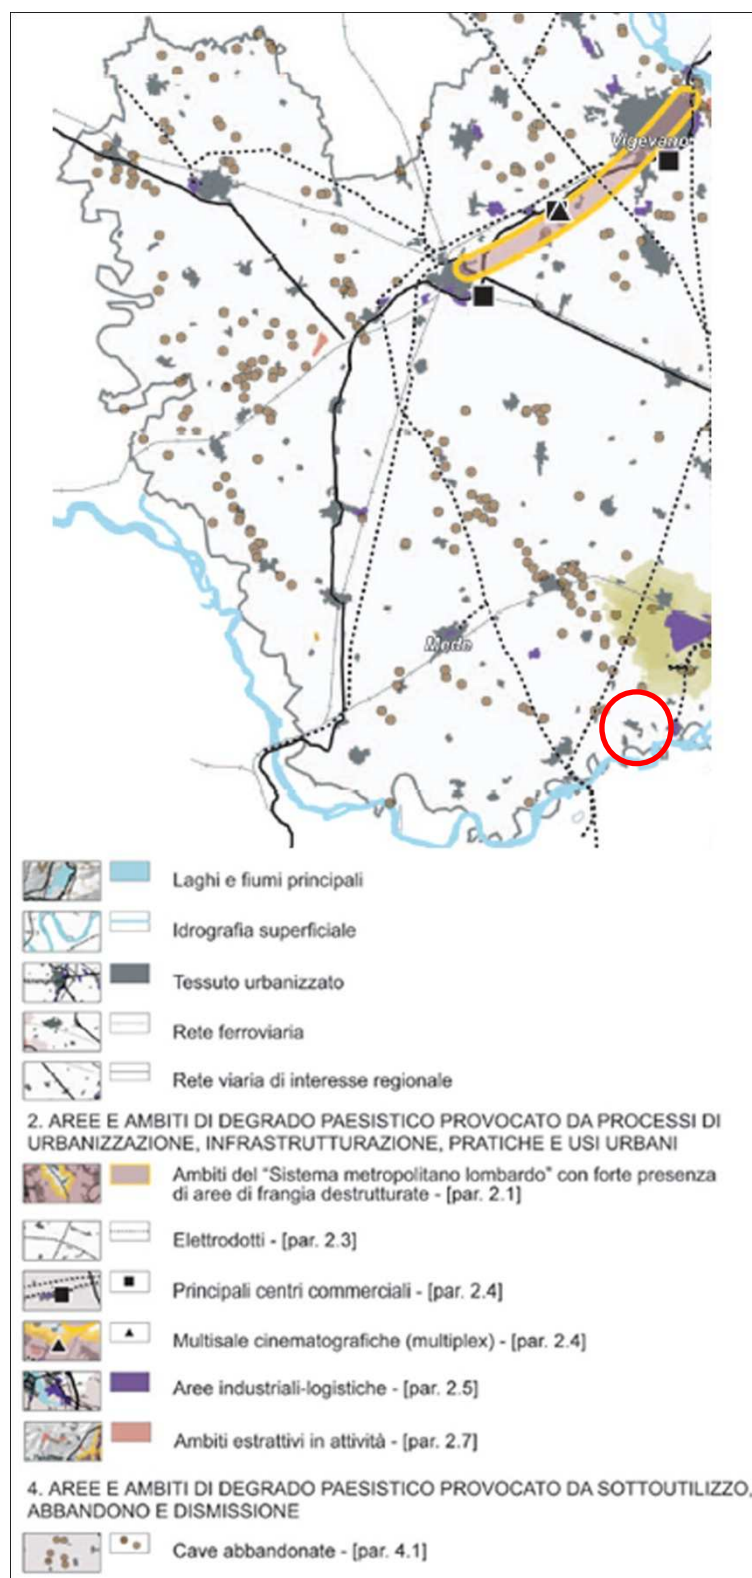 Vigevano
Mede
Laghi e fiumi principali
Idrografia superficiale
Tessuto urbanizzato
Rete ferroviaria
Rete viaria di interesse regionale
2. AREE E AMBITI DI DEGRADO PAESISTICO PROVOCATO DA PROCESSI DI
URBANIZZAZIONE, INFRASTRUTTURAZIONE, PRATICHE E USI URBANI
Ambiti del "Sistema metropolitano lombardo" con forte presenza
di aree di frangia destrutturate - [par. 2.1]
Elettrodotti - [par. 2.3]
Principali centri commerciali - [par. 2.4]
Multisale cinematografiche (multiplex) - [par. 2.4]
Aree industriali-logistiche - [par. 2.5]
Ambiti estrattivi in attività - [par. 2.7]
4. AREE E AMBITI DI DEGRADO PAESISTICO PROVOCATO DA SOTTOUTILIZZO,
ABBANDONO E DISMISSIONE
Cave abbandonate - [par. 4.1]